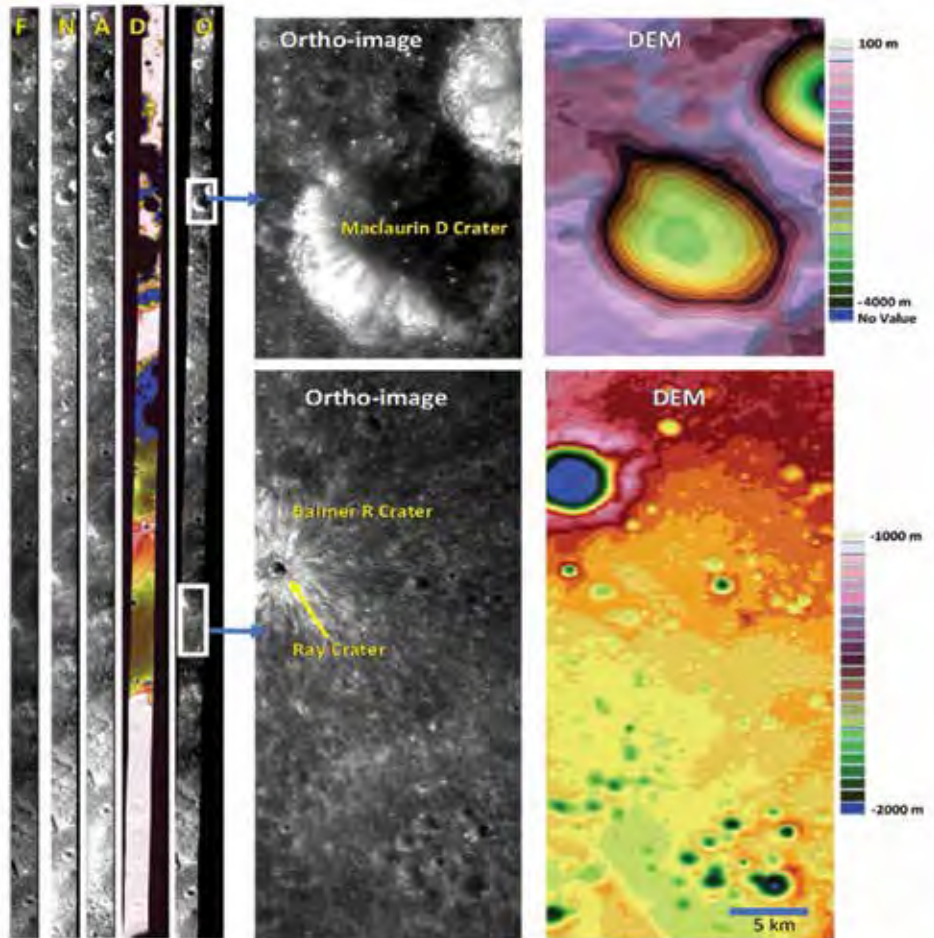 F N A D O
Ortho-image
Maclaurin D Crater
DEM
100 m
-4000 m
No Value
Ortho-image
Balmer R Crater
Ray Crater
DEM
-1000 m
-2000 m
5 km